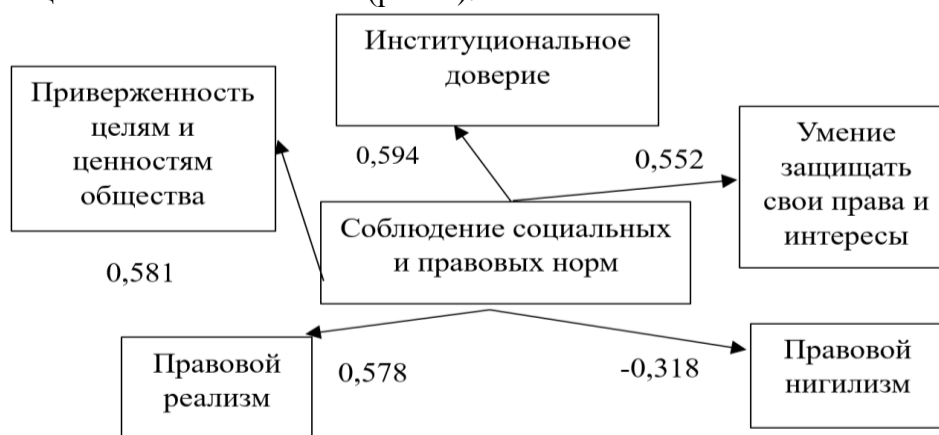 Институциональное
доверие
Приверженность
целям и
ценностям
общества
0,594
0,552
Умение
защищать
свои права и
интересы
Соблюдение социальных
и правовых норм
0,581
Правовой
реализм
0,578
-0,318
Правовой
нигилизм